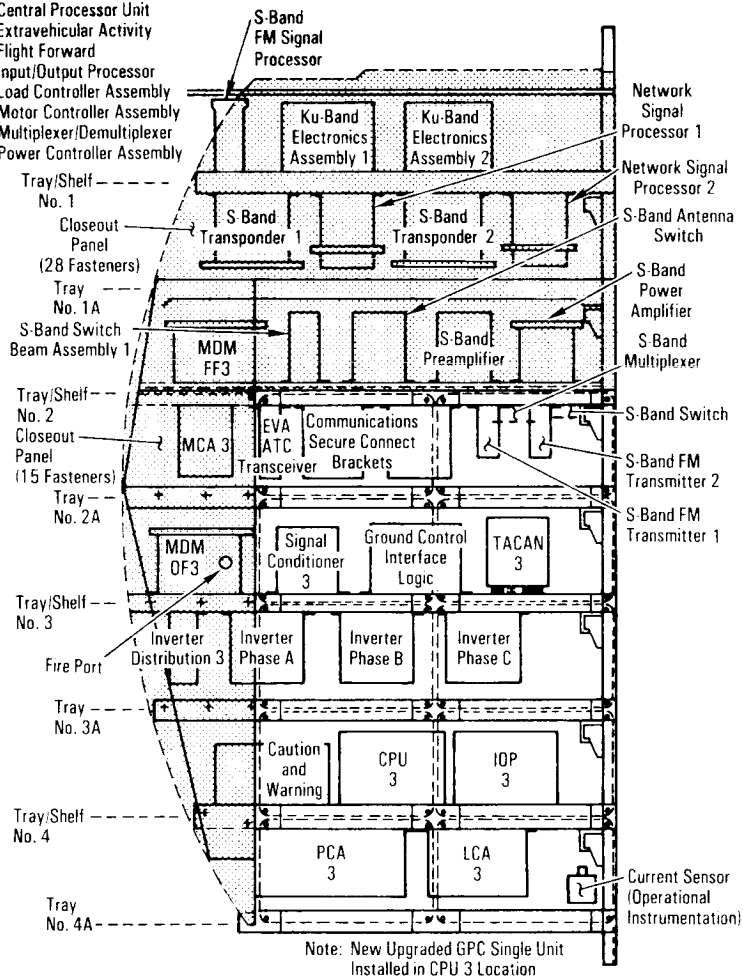 Central Processor Unit
Extravehicular Activity
Flight Forward
Input/Output Processor
Load Controller Assembly
Motor Controller Assembly
Multiplexer/Demultiplexer
Power Controller Assembly
S-Band
FM Signal
Processor
Ku-Band
Electronics
Assembly 1
Ku-Band
Electronics
Assembly 2
Network
Signal
Processor 1
Tray/Shelf
No. 1
Network Signal
Processor 2
Closeout
Panel
(28 Fasteners)
S-Band
Transponder 1
S-Band
Transponder 2
S-Band Antenna
Switch
Tray
No. 1A
S-Band
Power
Amplifier
S-Band Switch
Beam Assembly 1
MDM
FF3
S-Band
Preamplifier
S-Band
Multiplexer
Tray/Shelf
No. 2
Closeout
Panel
(15 Fasteners)
MCA 3
EVA
ATC
Transceiver
Communications
Secure Connect
Brackets
S-Band Switch
S-Band FM
Transmitter 2
Tray
No. 2A
S-Band FM
Transmitter 1
MDM
OF3
Signal
Conditioner
3
Ground Control
Interface
Logic
TACAN
3
Tray/Shelf
No. 3
Fire Port
Inverter
Distribution 3
Inverter
Phase A
Inverter
Phase B
Inverter
Phase C
Tray
No. 3A
Caution
and
Warning
CPU
3
IOP
3
Tray/Shelf
No. 4
PCA
3
LCA
3
Current Sensor
(Operational
Instrumentation)
Tray
No. 4A
Note: New Upgraded GPC Single Unit
Installed in CPU 3 Location